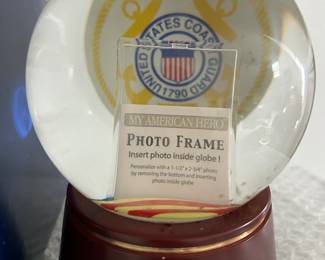 UNITED STATES COAST GUARD
1790
MY AMERICAN HERO
PHOTO FRAME
Insert photo inside globe !
Personalize with a 1-1/2" x 2-3/4" photo
by removing the bottom and inserting
photo inside globe